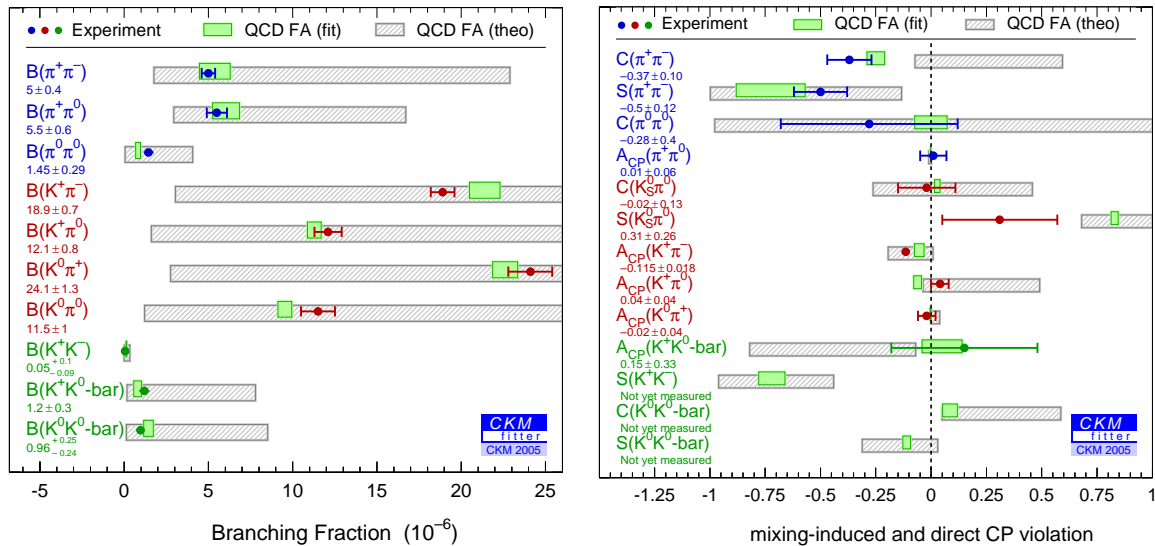 Experiment QCD FA (fit) QCD FA (theo)
B(π⁺π⁻)
5 ± 0.4
B(π⁺π⁰)
5.5 ± 0.6
B(π⁰π⁰)
1.45 ± 0.29
B(K⁺π⁻)
18.9 ± 0.7
B(K⁺π⁰)
12.1 ± 0.8
B(K⁰π⁺)
24.1 ± 1.3
B(K⁰π⁰)
11.5 ± 1
B(K⁺K⁻)
0.05 +0.1 −0.09
B(K⁺K⁰-bar)
1.2 ± 0.3
B(K⁰K⁰-bar)
0.96 +0.25 −0.24
CKM
fitter
CKM 2005
-5 0 5 10 15 20 25
Branching Fraction (10⁻⁶)
Experiment QCD FA (fit) QCD FA (theo)
C(π⁺π⁻)
-0.37 ± 0.10
S(π⁺π⁻)
-0.5 ± 0.12
C(π⁰π⁰)
-0.28 ± 0.4
A_CP(π⁺π⁰)
0.01 ± 0.06
C(K⁰_Sπ⁰)
-0.02 ± 0.13
S(K⁰_Sπ⁰)
0.31 ± 0.26
A_CP(K⁺π⁻)
-0.115 ± 0.018
A_CP(K⁺π⁰)
0.04 ± 0.04
A_CP(K⁰π⁺)
-0.02 ± 0.04
A_CP(K⁺K⁰-bar)
0.15 ± 0.33
S(K⁺K⁻)
Not yet measured
C(K⁰K⁰-bar)
Not yet measured
S(K⁰K⁰-bar)
Not yet measured
CKM
fitter
CKM 2005
-1.25 -1 -0.75 -0.5 -0.25 0 0.25 0.5 0.75 1
mixing-induced and direct CP violation